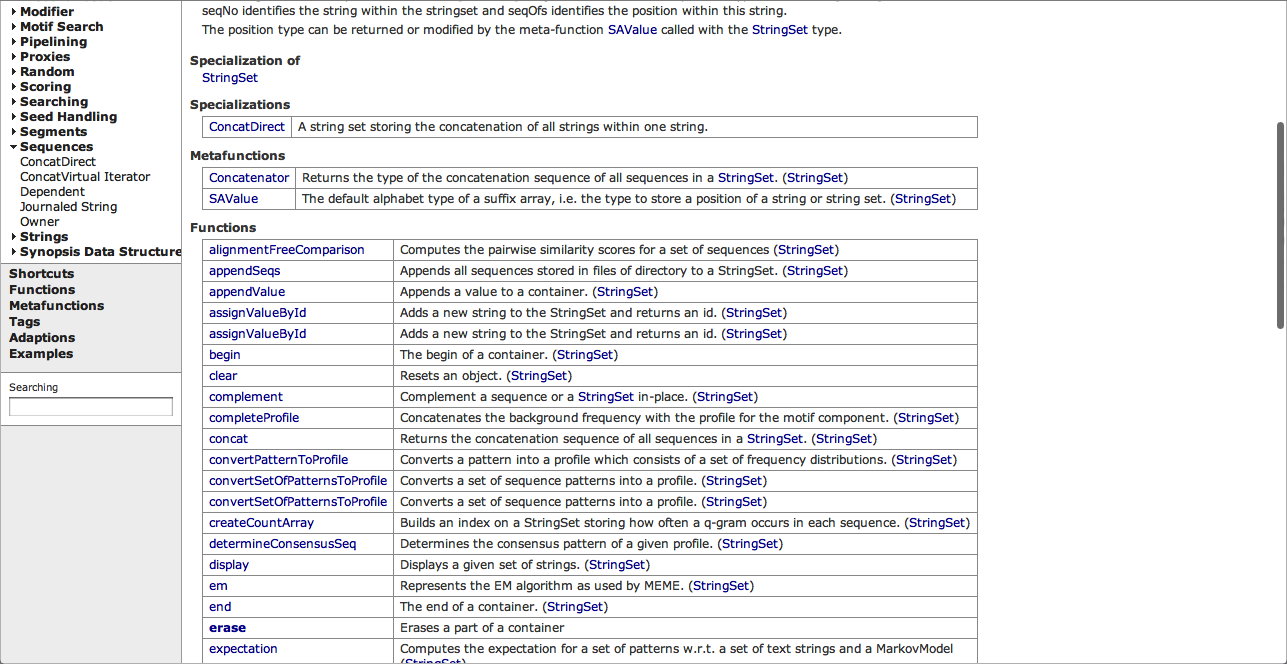 Modifier
Motif Search
Pipelining
Proxies
Random
Scoring
Searching
Seed Handling
Segments
Sequences
ConcatDirect
ConcatVirtual Iterator
Dependent
Journaled String
Owner
Strings
Synopsis Data Structure
Shortcuts
Functions
Metafunctions
Tags
Adaptions
Examples
Searching
seqNo identifies the string within the stringset and seqOfs identifies the position within this string.
The position type can be returned or modified by the meta-function SAValue called with the StringSet type.
Specialization of
StringSet
Specializations
ConcatDirect A string set storing the concatenation of all strings within one string.
Metafunctions
Concatenator Returns the type of the concatenation sequence of all sequences in a StringSet. (StringSet)
SAValue The default alphabet type of a suffix array, i.e. the type to store a position of a string or string set. (StringSet)
Functions
alignmentFreeComparison Computes the pairwise similarity scores for a set of sequences (StringSet)
appendSeqs Appends all sequences stored in files of directory to a StringSet. (StringSet)
appendValue Appends a value to a container. (StringSet)
assignValueById Adds a new string to the StringSet and returns an id. (StringSet)
assignValueById Adds a new string to the StringSet and returns an id. (StringSet)
begin The begin of a container. (StringSet)
clear Resets an object. (StringSet)
complement Complement a sequence or a StringSet in-place. (StringSet)
completeProfile Concatenates the background frequency with the profile for the motif component. (StringSet)
concat Returns the concatenation sequence of all sequences in a StringSet. (StringSet)
convertPatternToProfile Converts a pattern into a profile which consists of a set of frequency distributions. (StringSet)
convertSetOfPatternsToProfile Converts a set of sequence patterns into a profile. (StringSet)
convertSetOfPatternsToProfile Converts a set of sequence patterns into a profile. (StringSet)
createCountArray Builds an index on a StringSet storing how often a q-gram occurs in each sequence. (StringSet)
determineConsensusSeq Determines the consensus pattern of a given profile. (StringSet)
display Displays a given set of strings. (StringSet)
em Represents the EM algorithm as used by MEME. (StringSet)
end The end of a container. (StringSet)
erase Erases a part of a container
expectation Computes the expectation for a set of patterns w.r.t. a set of text strings and a MarkovModel
(StringSet)